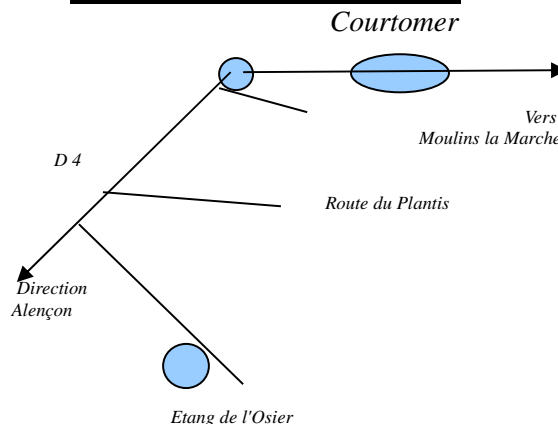 Courtomer
Vers
Moulins la Marche
D 4
Route du Plantis
Direction
Alençon
Etang de l'Osier